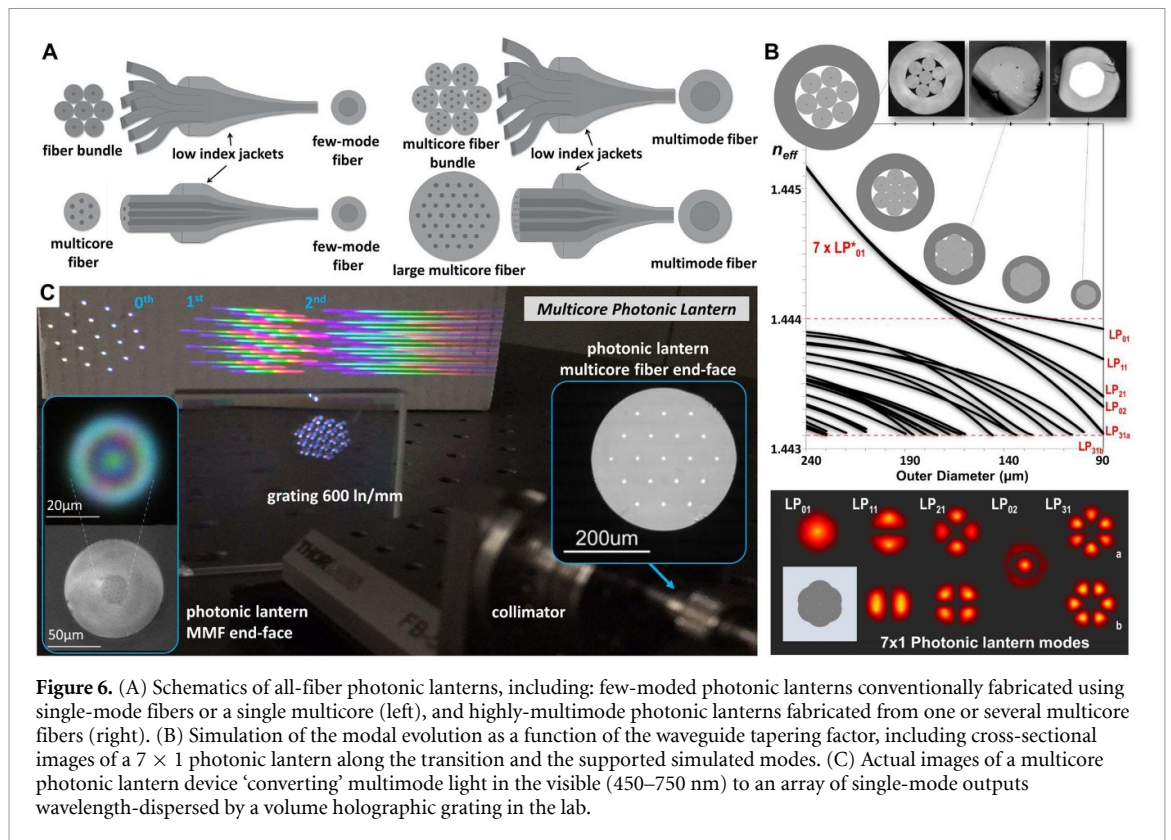 A
fiber bundle
low index jackets
few-mode
fiber
multicore fiber
bundle
low index jackets
multimode fiber
multicore
fiber
few-mode
fiber
large multicore fiber
multimode fiber
B
n_eff
1.445
1.444
1.443
7 x LP*01
LP01
LP11
LP21
LP02
LP31a
LP31b
240
190
140
90
Outer Diameter (µm)
LP01 LP11 LP21 LP02 LP31
a
b
7x1 Photonic lantern modes
C
0th 1st 2nd
Multicore Photonic Lantern
photonic lantern
multicore fiber end-face
200um
grating 600 ln/mm
20µm
50µm
photonic lantern
MMF end-face
collimator
THOR
FB-
Figure 6. (A) Schematics of all-fiber photonic lanterns, including: few-moded photonic lanterns conventionally fabricated using
single-mode fibers or a single multicore (left), and highly-multimode photonic lanterns fabricated from one or several multicore
fibers (right). (B) Simulation of the modal evolution as a function of the waveguide tapering factor, including cross-sectional
images of a 7 × 1 photonic lantern along the transition and the supported simulated modes. (C) Actual images of a multicore
photonic lantern device ‘converting’ multimode light in the visible (450–750 nm) to an array of single-mode outputs
wavelength-dispersed by a volume holographic grating in the lab.